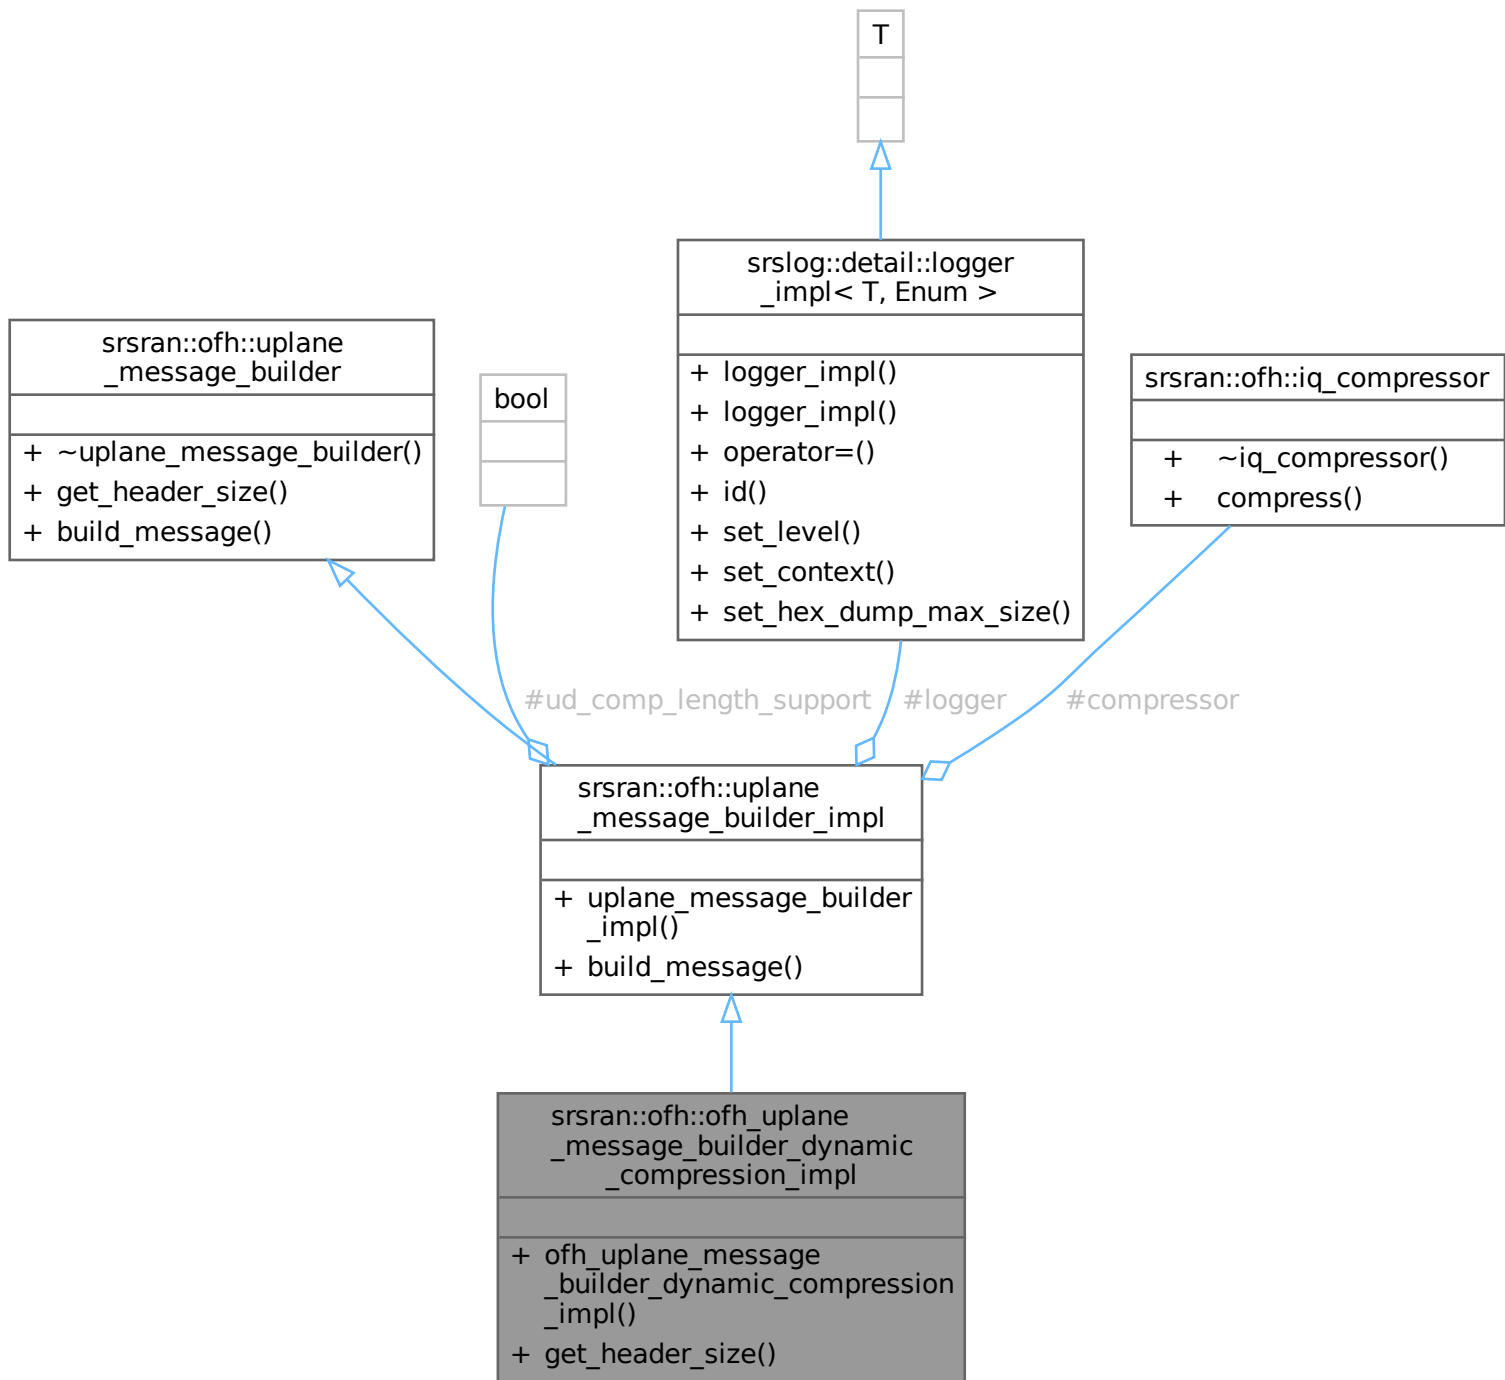 T
srslog::detail::logger
_impl< T, Enum >
+ logger_impl()
+ logger_impl()
+ operator=()
+ id()
+ set_level()
+ set_context()
+ set_hex_dump_max_size()
srsran::ofh::uplane
_message_builder
+ ~uplane_message_builder()
+ get_header_size()
+ build_message()
bool
srsran::ofh::iq_compressor
+ ~iq_compressor()
+ compress()
#ud_comp_length_support
#logger
#compressor
srsran::ofh::uplane
_message_builder_impl
+ uplane_message_builder
_impl()
+ build_message()
srsran::ofh::ofh_uplane
_message_builder_dynamic
_compression_impl
+ ofh_uplane_message
_builder_dynamic_compression
_impl()
+ get_header_size()